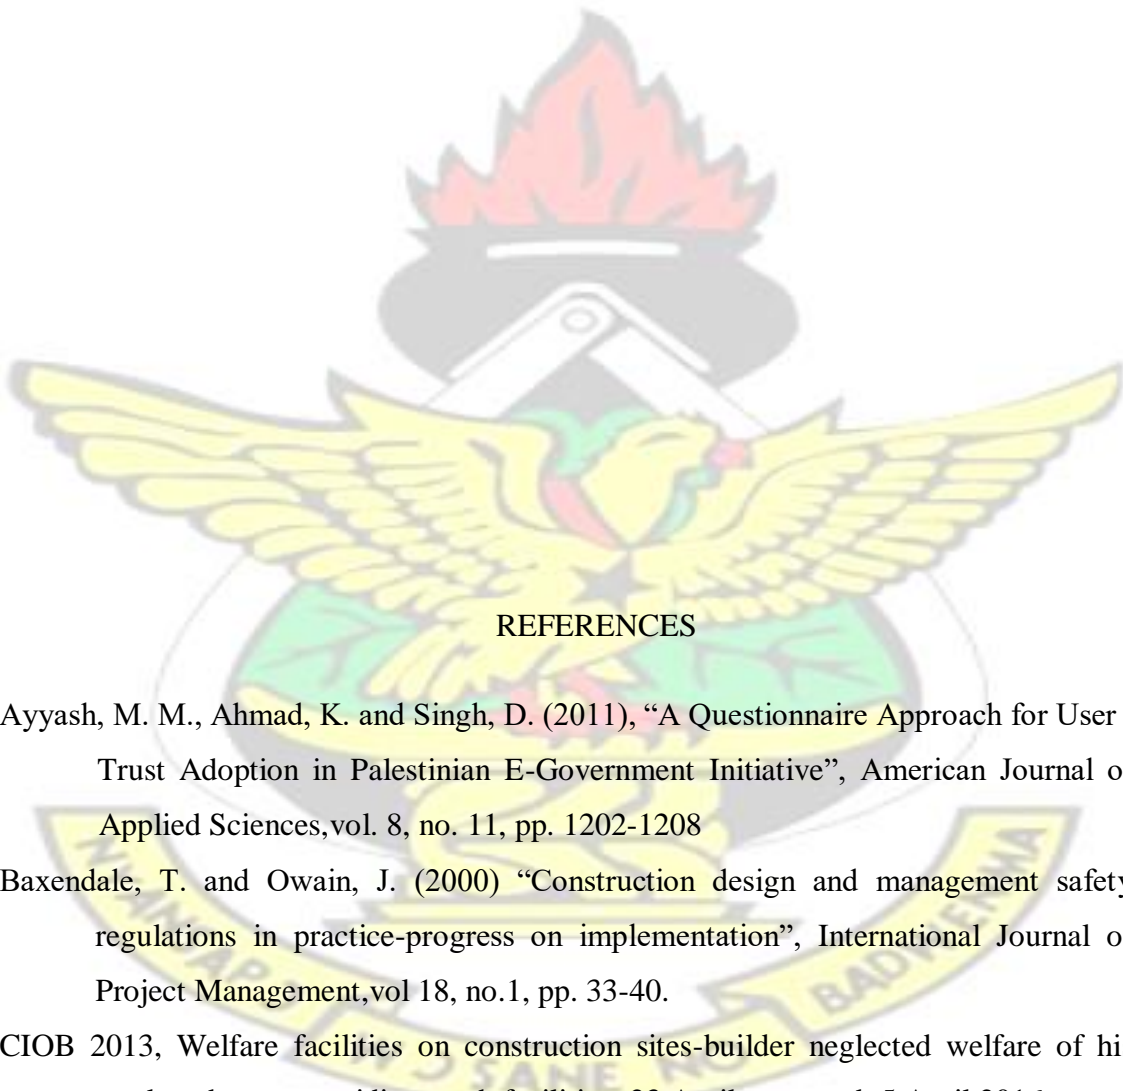 REFERENCES
Ayyash, M. M., Ahmad, K. and Singh, D. (2011), “A Questionnaire Approach for User
Trust Adoption in Palestinian E-Government Initiative”, American Journal o
Applied Sciences,vol. 8, no. 11, pp. 1202-1208
Baxendale, T. and Owain, J. (2000) “Construction design and management safety
regulations in practice-progress on implementation”, International Journal o
Project Management,vol 18, no.1, pp. 33-40.
CIOB 2013, Welfare facilities on construction sites-builder neglected welfare of hi
W SANE NO
BADWENMA